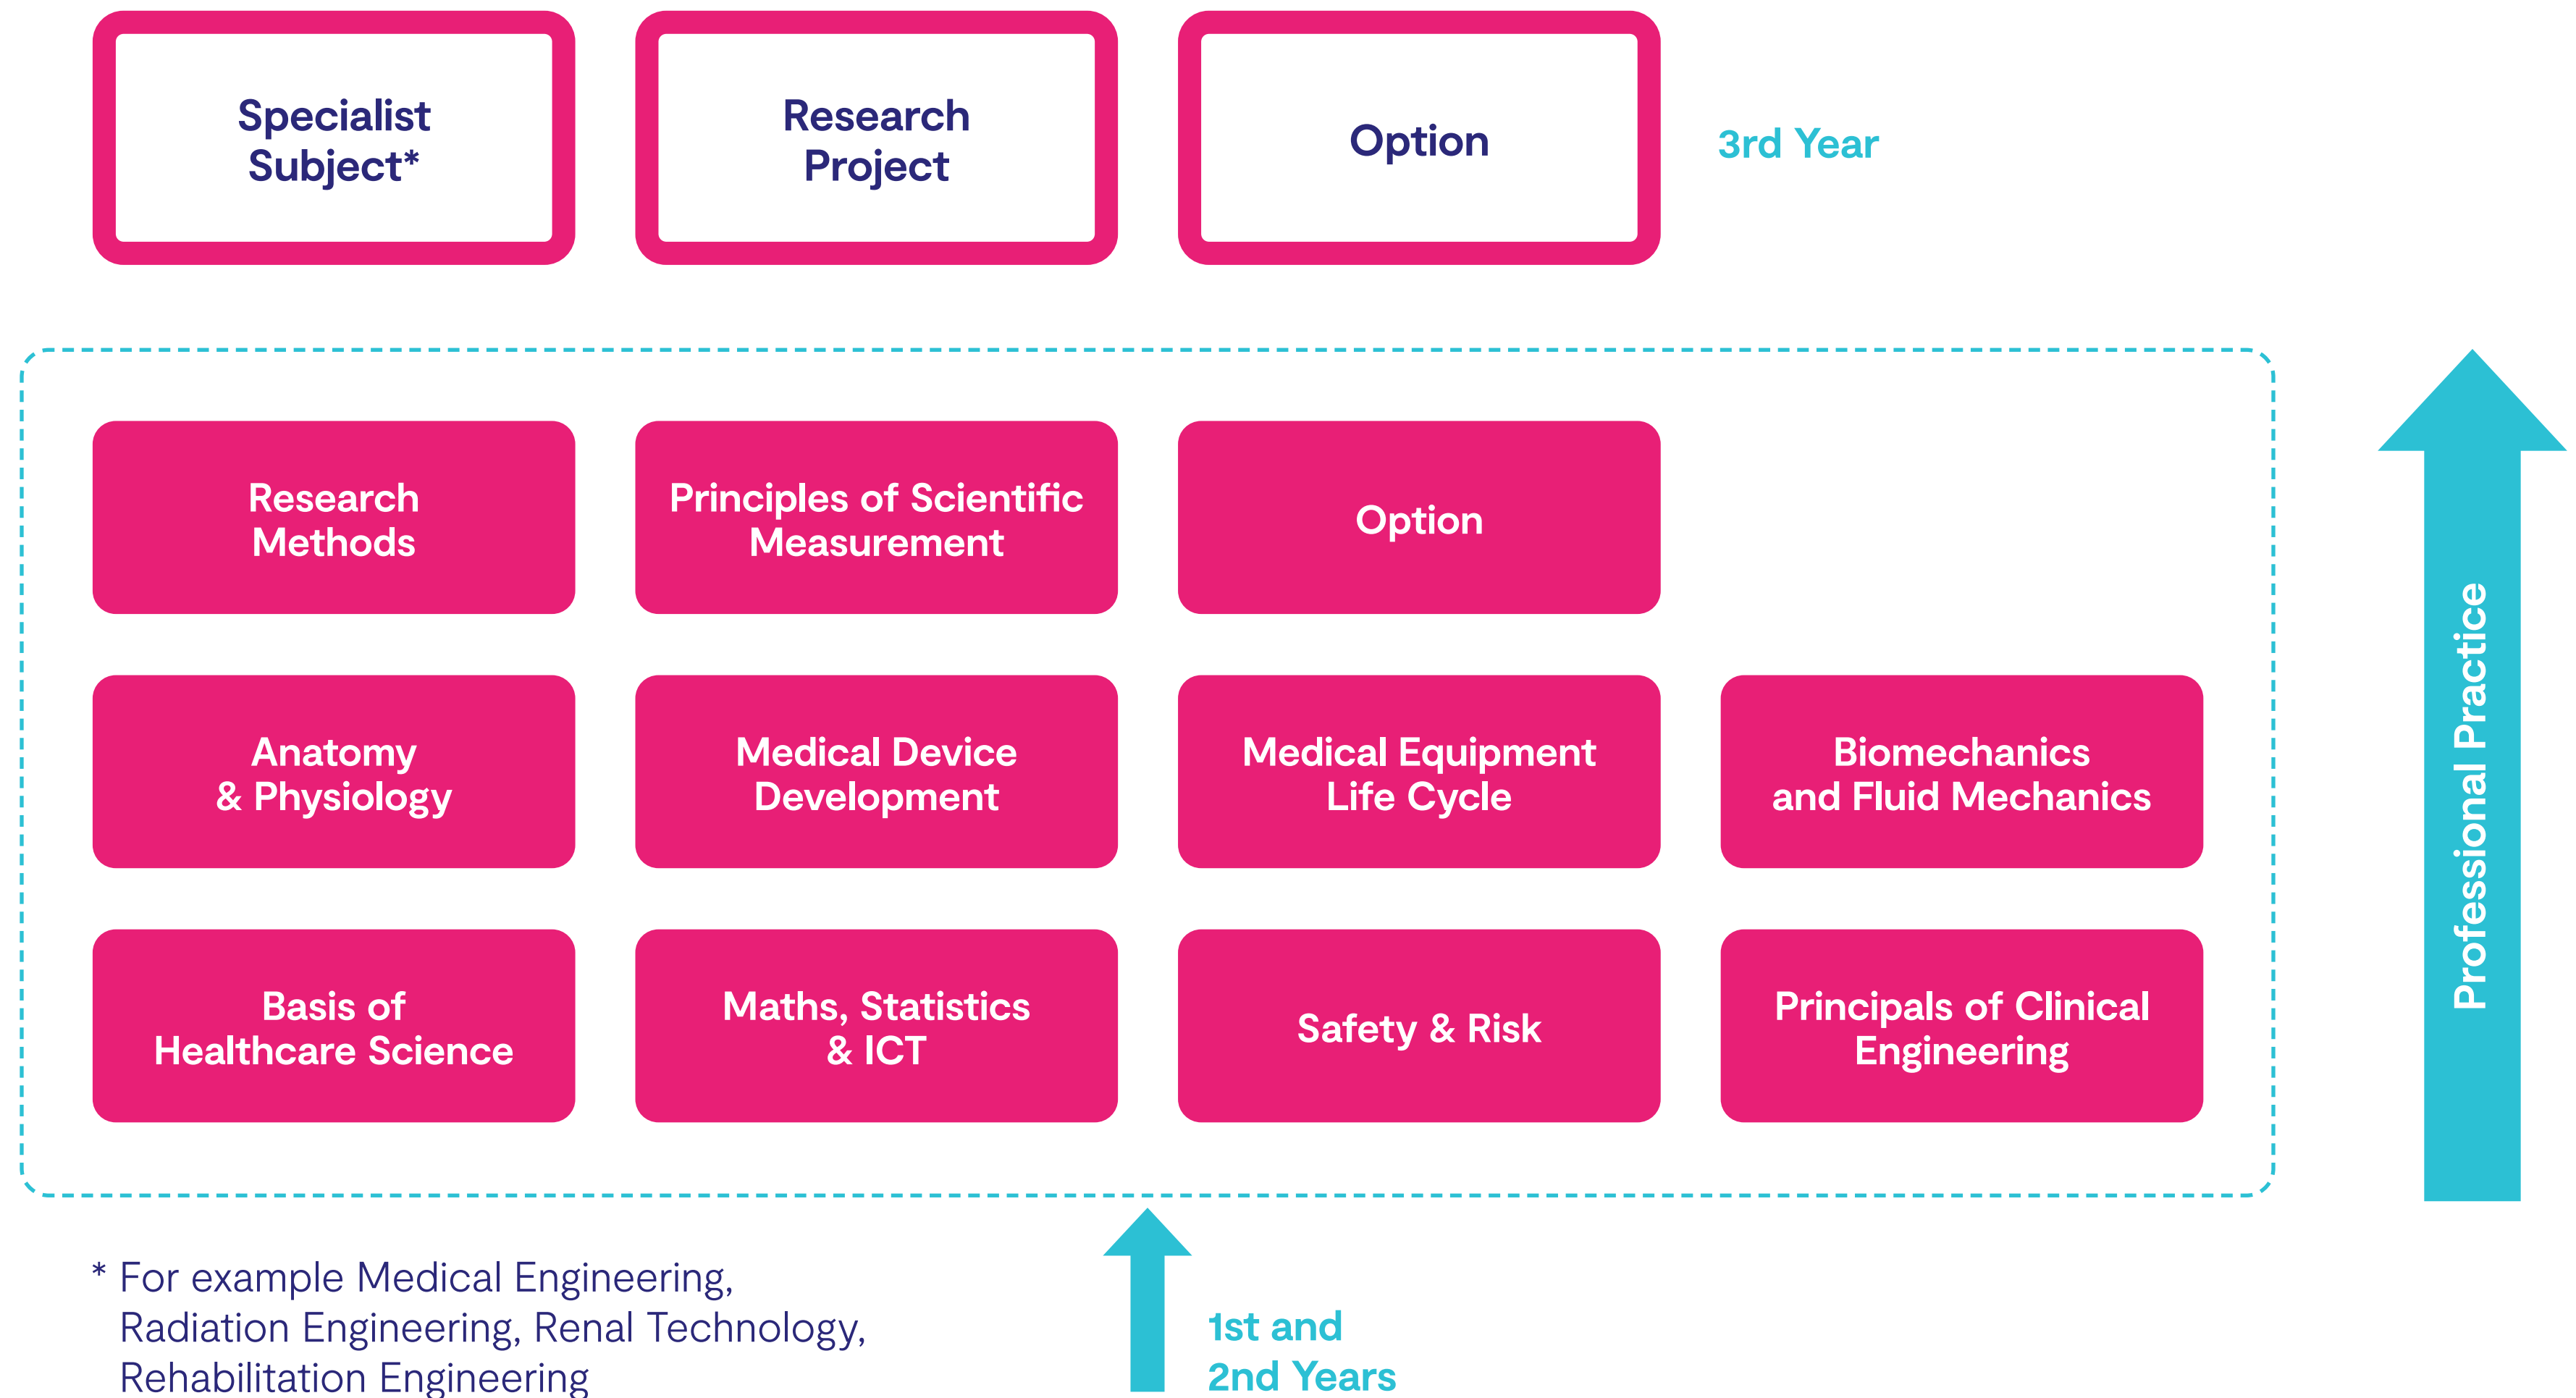 Specialist
Subject*
Research
Project
Option
3rd Year
Research
Methods
Principles of Scientific
Measurement
Option
Anatomy
& Physiology
Medical Device
Development
Medical Equipment
Life Cycle
Biomechanics
and Fluid Mechanics
Basis of
Healthcare Science
Maths, Statistics
& ICT
Safety & Risk
Principals of Clinical
Engineering
Professional Practice
* For example Medical Engineering,
Radiation Engineering, Renal Technology,
Rehabilitation Engineering
1st and
2nd Years